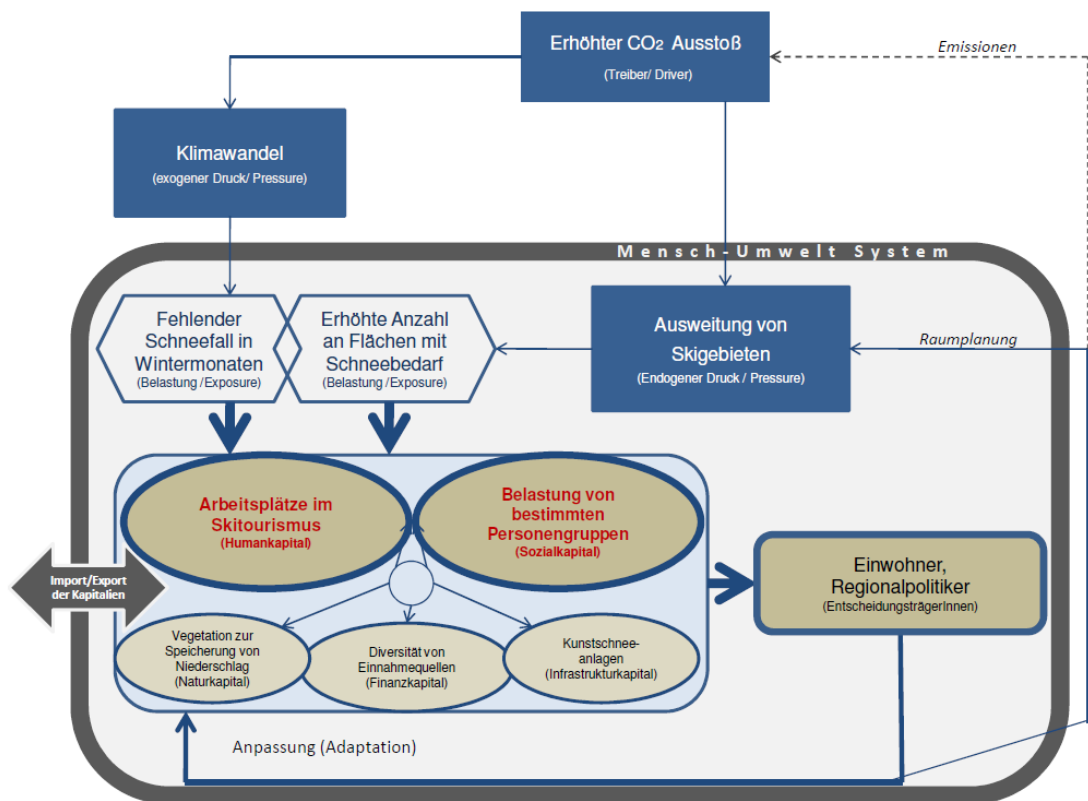 Erhöhter CO₂ Ausstoß
(Treiber/ Driver)
Emissionen
Klimawandel
(exogener Druck/ Pressure)
Mensch-Umwelt System
Fehlender
Schneefall in
Wintermonaten
(Belastung /Exposure)
Erhöhte Anzahl
an Flächen mit
Schneebedarf
(Belastung /Exposure)
Ausweitung von
Skigebieten
(Endogener Druck / Pressure)
Raumplanung
Arbeitsplätze im
Skitourismus
(Humankapital)
Belastung von
bestimmten
Personengruppen
(Sozialkapital)
Import/Export
der Kapitalien
Einwohner,
Regionalpolitiker
(EntscheidungsträgerInnen)
Vegetation zur
Speicherung von
Niederschlag
(Naturkapital)
Diversität von
Einnahmequellen
(Finanzkapital)
Kunstschnee-
anlagen
(Infrastrukturkapital)
Anpassung (Adaptation)